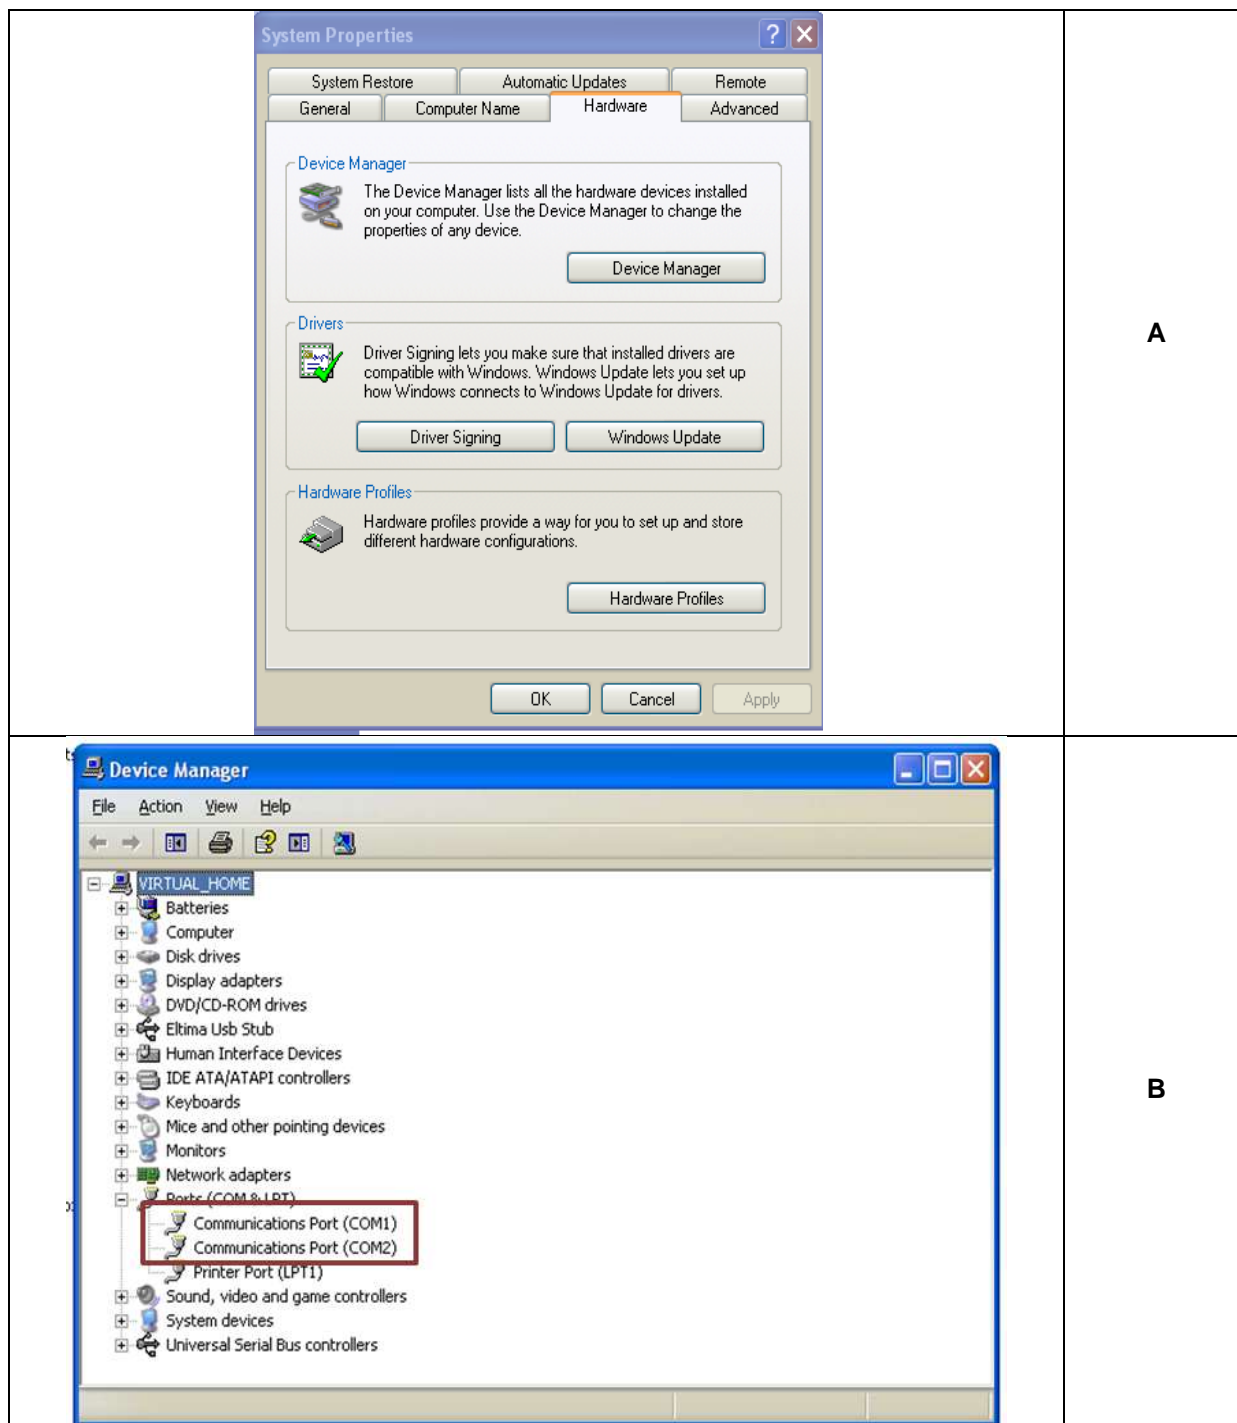 System Properties
System Restore Automatic Updates Remote
General Computer Name Hardware Advanced
Device Manager
The Device Manager lists all the hardware devices installed
on your computer. Use the Device Manager to change the
properties of any device.
Device Manager
Drivers
Driver Signing lets you make sure that installed drivers are
compatible with Windows. Windows Update lets you set up
how Windows connects to Windows Update for drivers.
Driver Signing Windows Update
Hardware Profiles
Hardware profiles provide a way for you to set up and store
different hardware configurations.
Hardware Profiles
OK Cancel Apply
A
Device Manager
File Action View Help
VIRTUAL_HOME
Batteries
Computer
Disk drives
Display adapters
DVD/CD-ROM drives
Eltima Usb Stub
Human Interface Devices
IDE ATA/ATAPI controllers
Keyboards
Mice and other pointing devices
Monitors
Network adapters
Ports (COM & LPT)
Communications Port (COM1)
Communications Port (COM2)
Printer Port (LPT1)
Sound, video and game controllers
System devices
Universal Serial Bus controllers
B